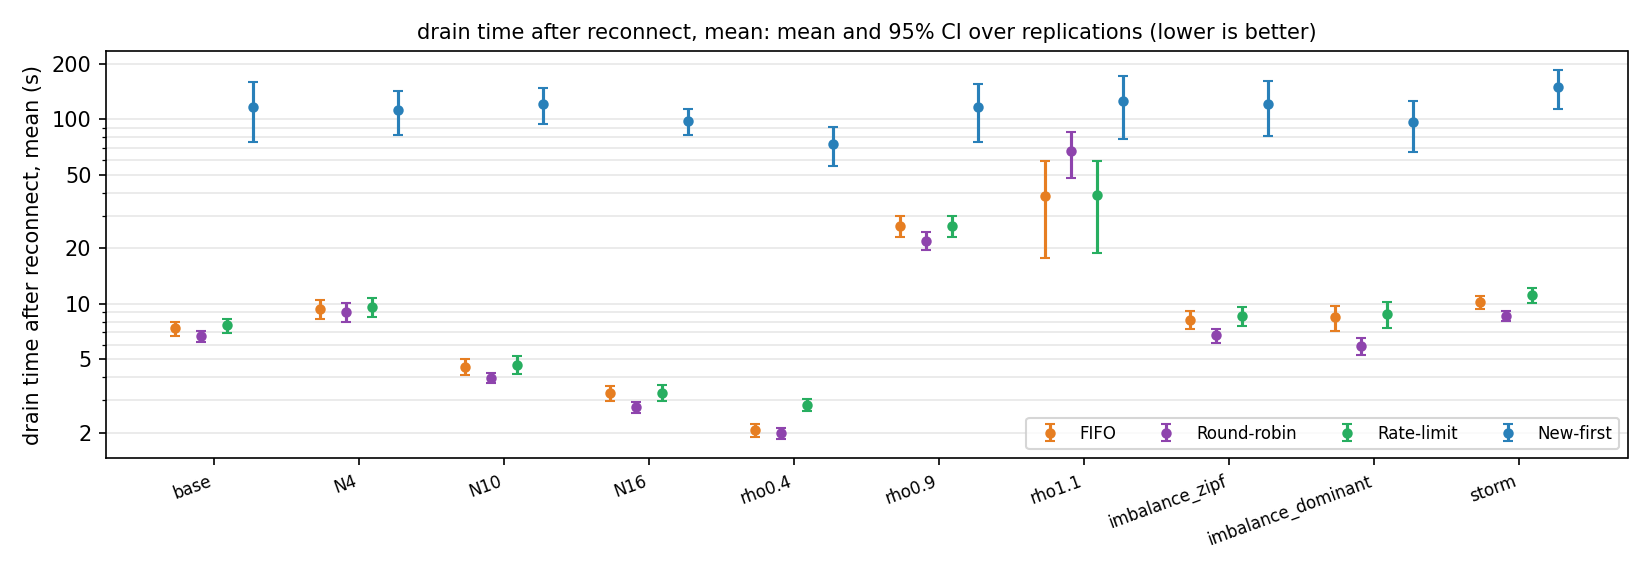 drain time after reconnect, mean: mean and 95% CI over replications (lower is better)
drain time after reconnect, mean (s)
200
100
50
20
10
5
2
FIFO
Round-robin
Rate-limit
New-first
base
N4
N10
N16
rho0.4
rho0.9
rho1.1
imbalance_zipf
imbalance_dominant
storm